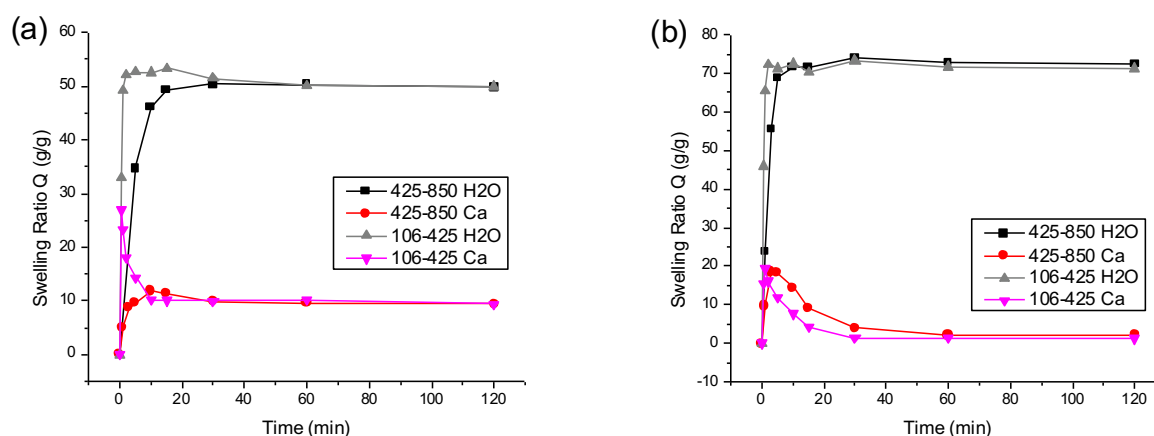 (a)
60
50
40
30
20
10
0
Swelling Ratio Q (g/g)
425-850 H2O
425-850 Ca
106-425 H2O
106-425 Ca
0 20 40 60 80 100 120
Time (min)
(b)
80
70
60
50
40
30
20
10
0
-10
Swelling Ratio Q (g/g)
425-850 H2O
425-850 Ca
106-425 H2O
106-425 Ca
0 20 40 60 80 100 120
Time (min)